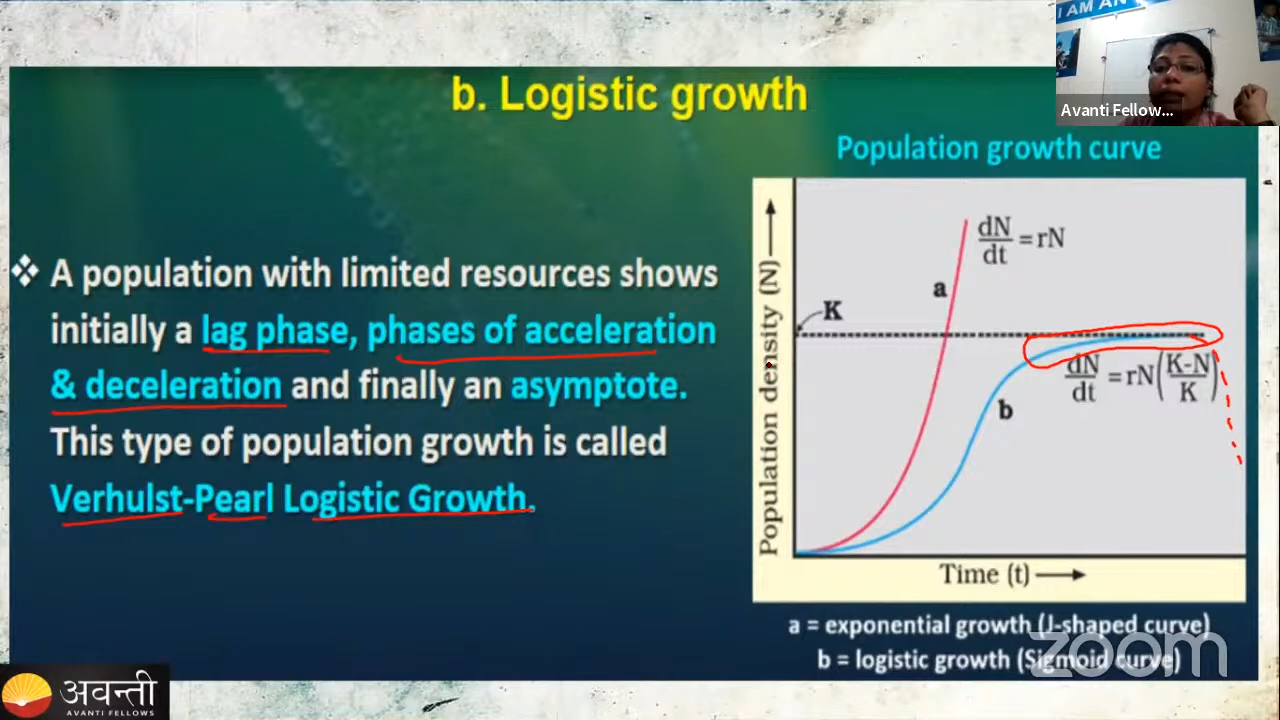 I AM AN
Avanti Fellow...
b. Logistic growth
Population growth curve
❖ A population with limited resources shows
initially a lag phase, phases of acceleration
& deceleration and finally an asymptote.
This type of population growth is called
Verhulst-Pearl Logistic Growth.
Population density (N)
K
a
dN/dt = rN
b
dN/dt = rN(K-N/K)
Time (t)
a = exponential growth (J-shaped curve)
b = logistic growth (Sigmoid curve)
zoom
अवन्ती
AVANTI FELLOWS